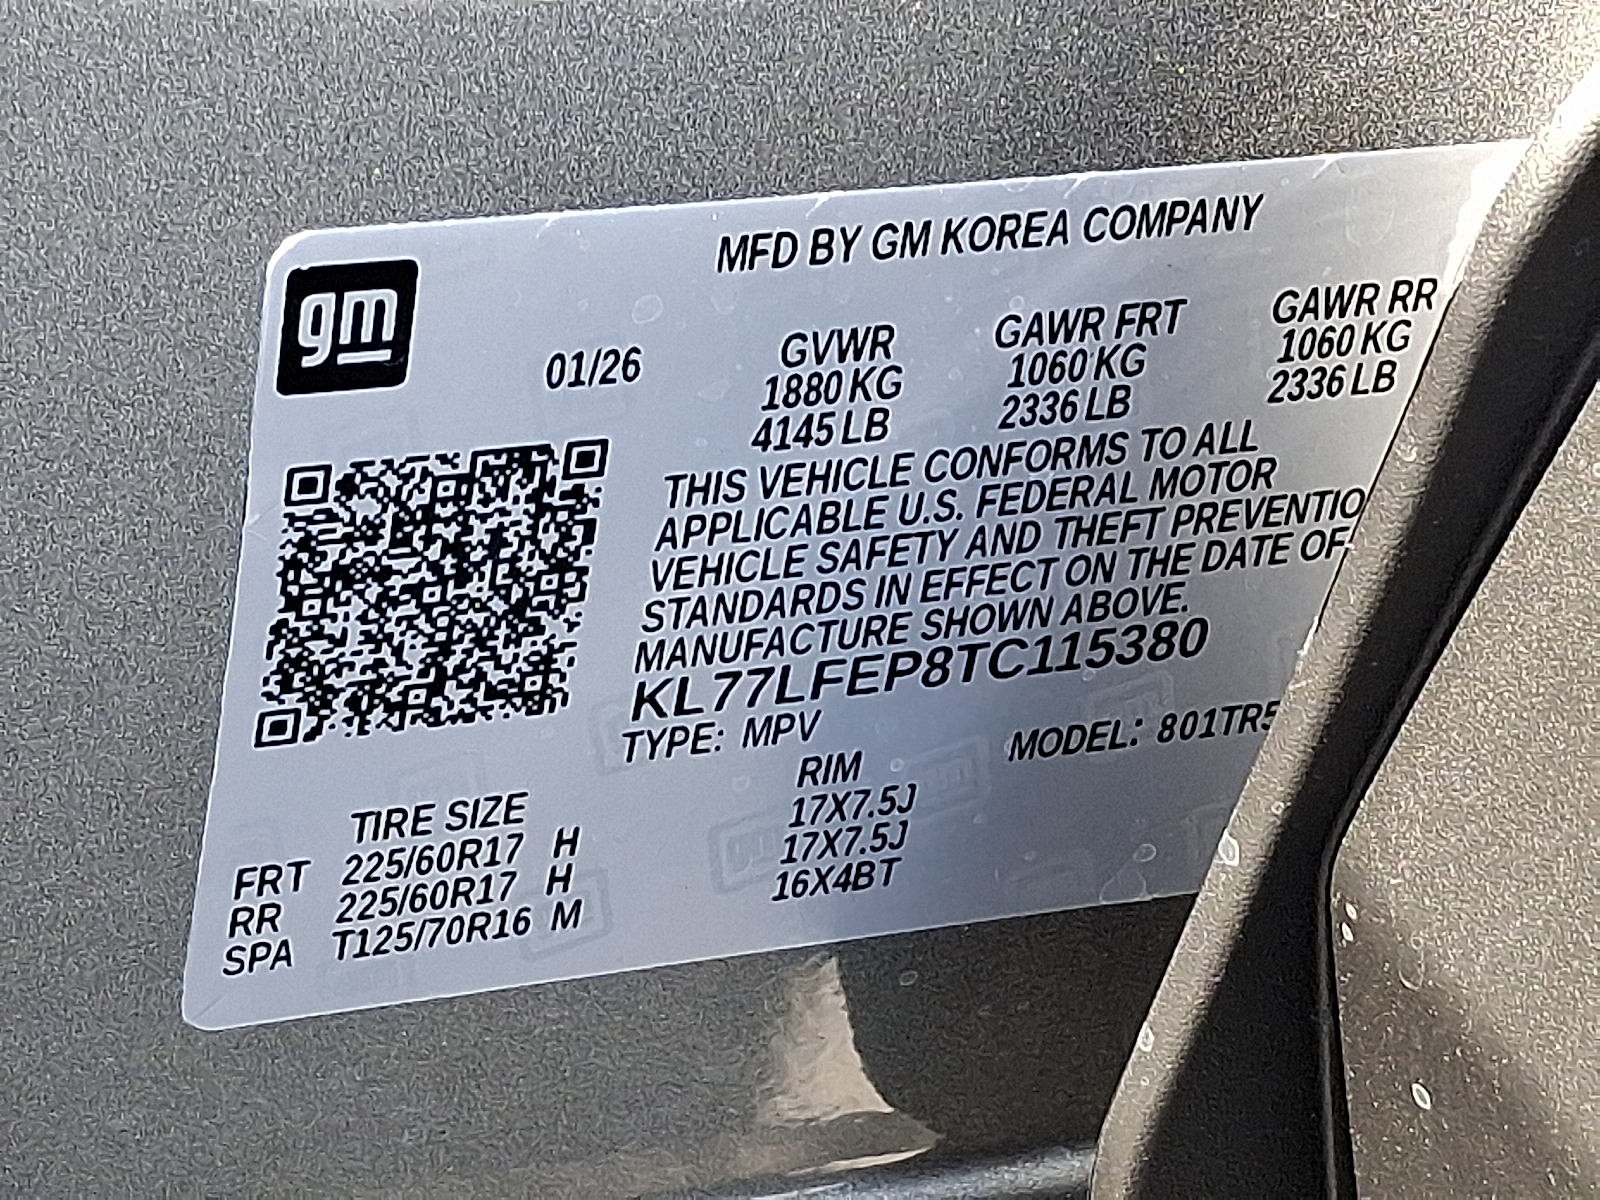 gm
MFD BY GM KOREA COMPANY
01/26
GVWR GAWR FRT GAWR RR
1880 KG 1060 KG 1060 KG
4145 LB 2336 LB 2336 LB
THIS VEHICLE CONFORMS TO ALL
APPLICABLE U.S. FEDERAL MOTOR
VEHICLE SAFETY AND THEFT PREVENTIO
STANDARDS IN EFFECT ON THE DATE OF
MANUFACTURE SHOWN ABOVE.
KL77LFEP8TC115380
TYPE: MPV MODEL: 801TR5
TIRE SIZE RIM
FRT 225/60R17 H 17X7.5J
RR 225/60R17 H 17X7.5J
SPA T125/70R16 M 16X4BT